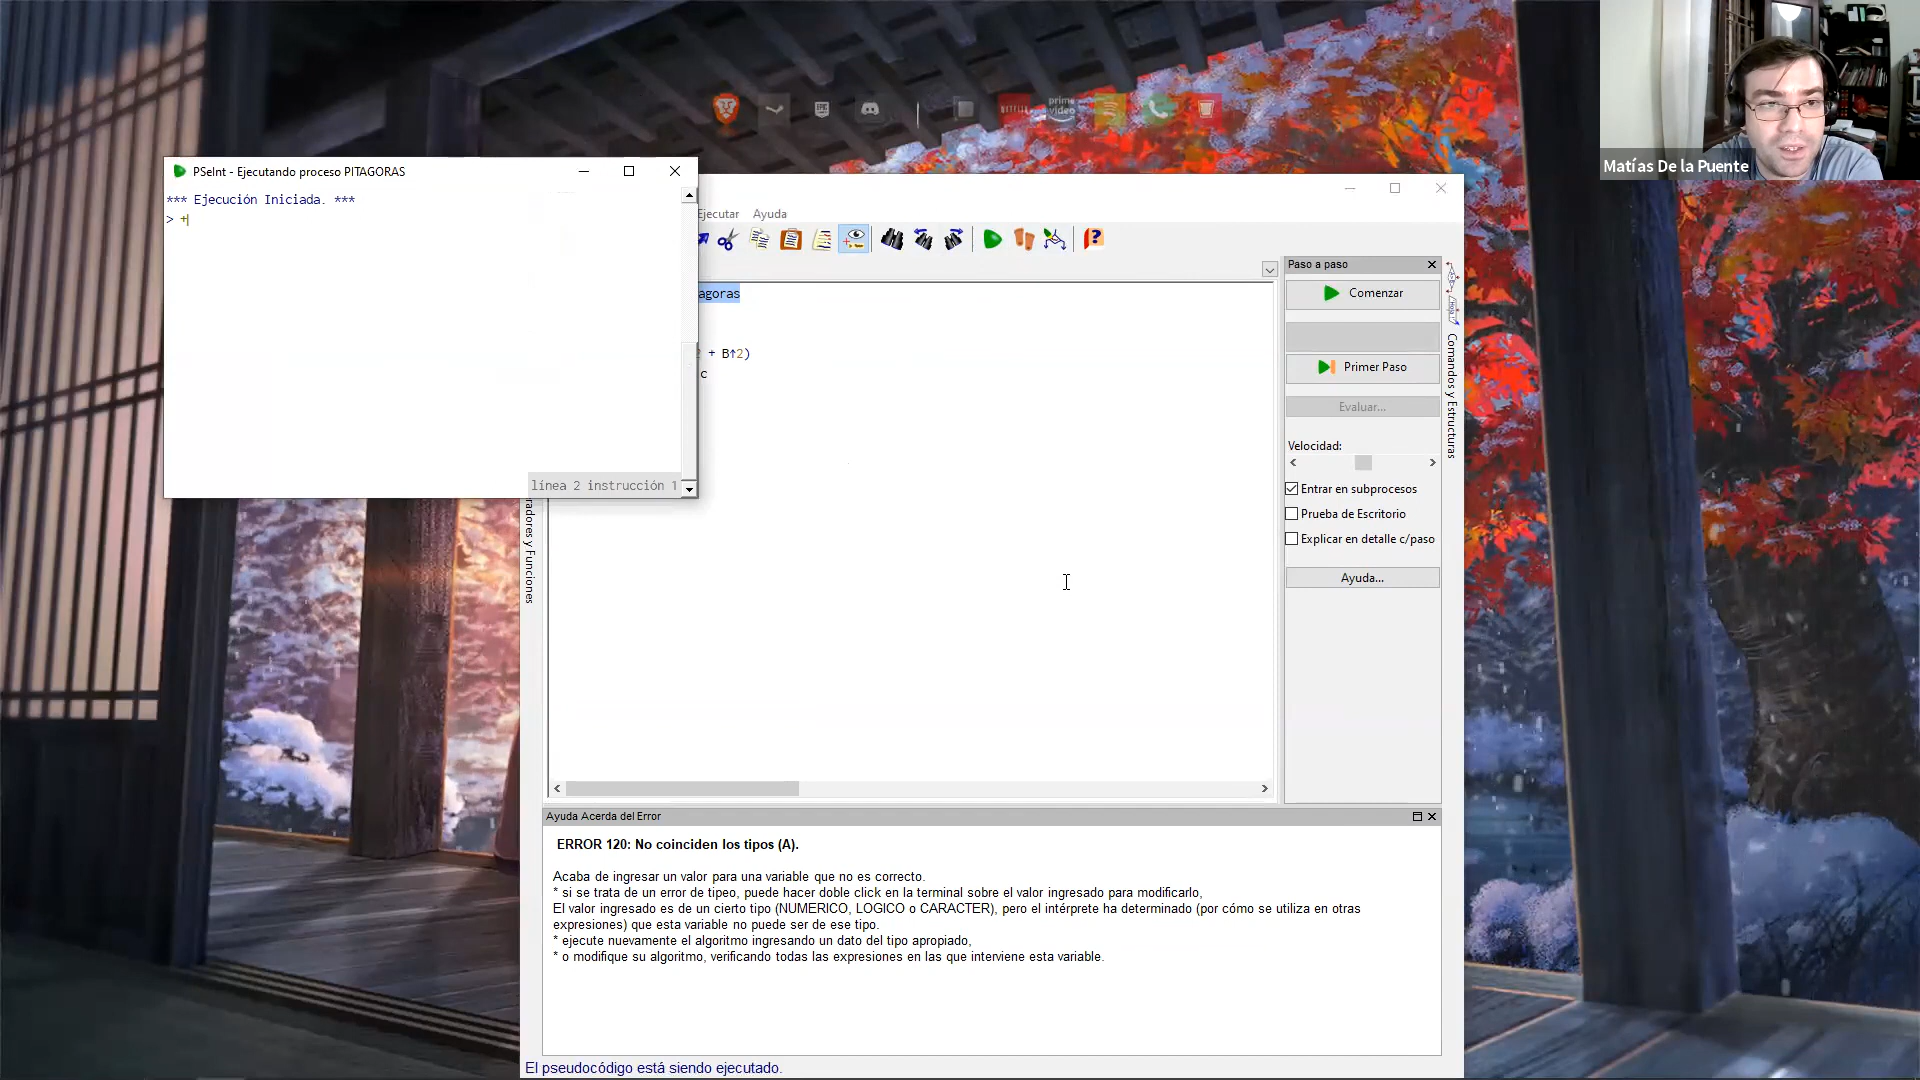 NETFLIX
prime video
Matías De la Puente
PSeInt - Ejecutando proceso PITAGORAS
*** Ejecución Iniciada. ***
> +
línea 2 instrucción 1
Ejecutar Ayuda
agoras
+ B↑2)
c
Paso a paso
Comenzar
Primer Paso
Evaluar...
Velocidad:
Entrar en subprocesos
Prueba de Escritorio
Explicar en detalle c/paso
Ayuda...
Comandos y Estructuras
radores y Funciones
Ayuda Acerca del Error
ERROR 120: No coinciden los tipos (A).
Acaba de ingresar un valor para una variable que no es correcto.
* si se trata de un error de tipeo, puede hacer doble click en la terminal sobre el valor ingresado para modificarlo,
El valor ingresado es de un cierto tipo (NUMERICO, LOGICO o CARACTER), pero el intérprete ha determinado (por cómo se utiliza en otras
expresiones) que esta variable no puede ser de ese tipo.
* ejecute nuevamente el algoritmo ingresando un dato del tipo apropiado,
* o modifique su algoritmo, verificando todas las expresiones en las que interviene esta variable.
El pseudocódigo está siendo ejecutado.